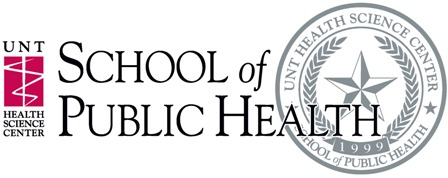 UNT
HEALTH
SCIENCE
CENTER
SCHOOL of
PUBLIC HEALTH
UNT HEALTH SCIENCE CENTER
1999
SCHOOL of PUBLIC HEALTH